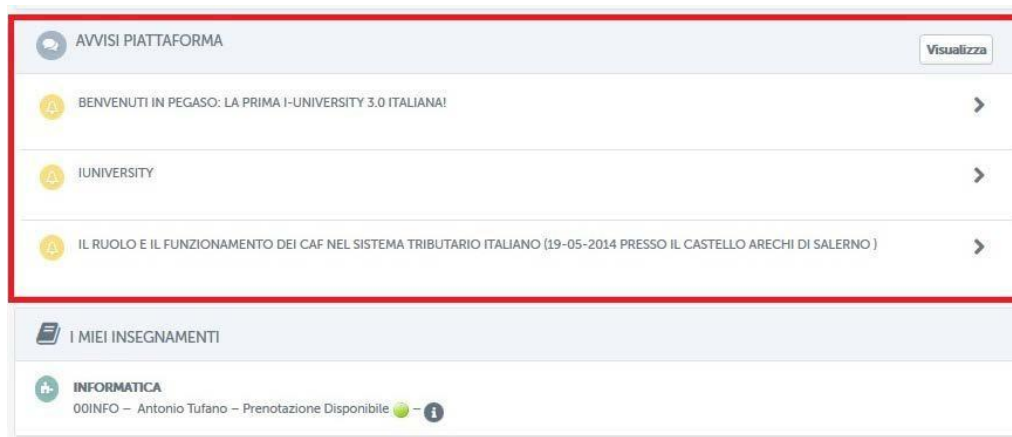 AVVISI PIATTAFORMA
Visualizza
BENVENUTI IN PEGASO: LA PRIMA I-UNIVERSITY 3.0 ITALIANA!
IUNIVERSITY
IL RUOLO E IL FUNZIONAMENTO DEI CAF NEL SISTEMA TRIBUTARIO ITALIANO (19-05-2014 PRESSO IL CASTELLO ARECHI DI SALERNO )
I MIEI INSEGNAMENTI
INFORMATICA
00INFO – Antonio Tufano – Prenotazione Disponibile –